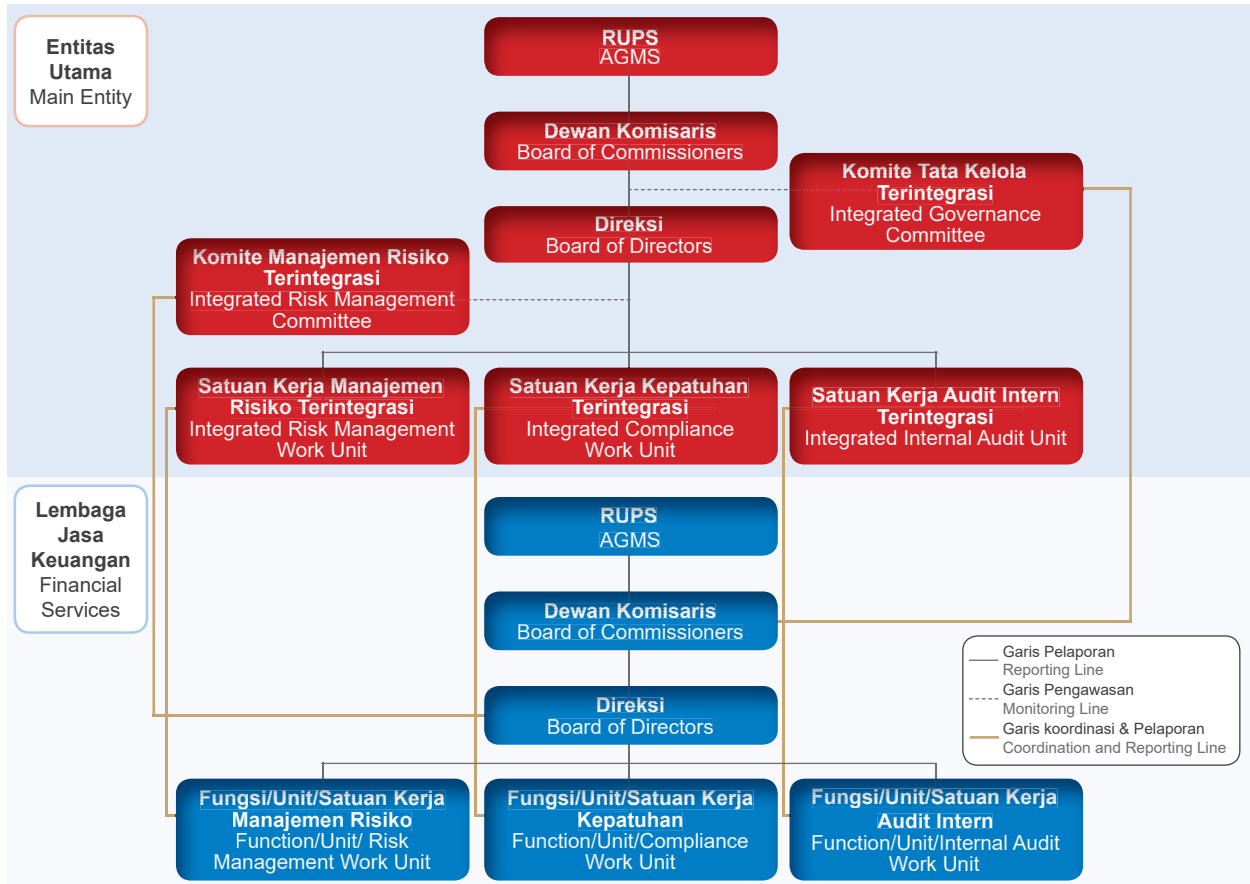 Entitas
Utama
Main Entity
RUPS
AGMS
Dewan Komisaris
Board of Commissioners
Komite Tata Kelola
Terintegrasi
Integrated Governance
Committee
Direksi
Board of Directors
Komite Manajemen Risiko
Terintegrasi
Integrated Risk Management
Committee
Satuan Kerja Manajemen
Risiko Terintegrasi
Integrated Risk Management
Work Unit
Satuan Kerja Kepatuhan
Terintegrasi
Integrated Compliance
Work Unit
Satuan Kerja Audit Intern
Terintegrasi
Integrated Internal Audit Unit
Lembaga
Jasa
Keuangan
Financial
Services
RUPS
AGMS
Dewan Komisaris
Board of Commissioners
Direksi
Board of Directors
Garis Pelaporan
Reporting Line
Garis Pengawasan
Monitoring Line
Garis koordinasi & Pelaporan
Coordination and Reporting Line
Fungsi/Unit/Satuan Kerja
Manajemen Risiko
Function/Unit/ Risk
Management Work Unit
Fungsi/Unit/Satuan Kerja
Kepatuhan
Function/Unit/Compliance
Work Unit
Fungsi/Unit/Satuan Kerja
Audit Intern
Function/Unit/Internal Audit
Work Unit